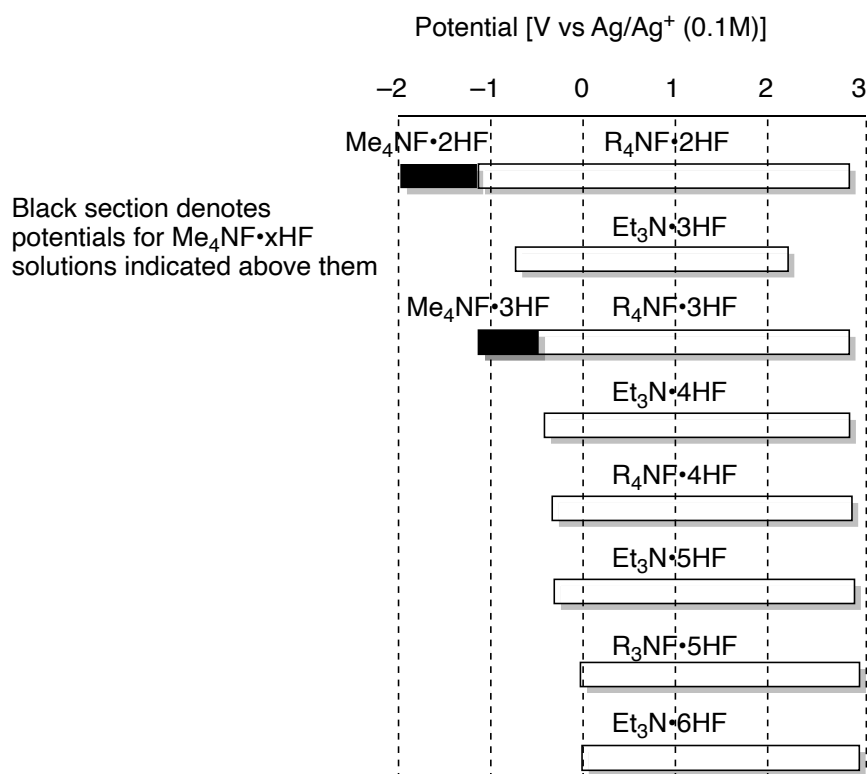 Potential [V vs Ag/Ag⁺ (0.1M)]
–2 –1 0 1 2 3
Me₄NF•2HF R₄NF•2HF
Black section denotes
potentials for Me₄NF•xHF
solutions indicated above them
Et₃N•3HF
Me₄NF•3HF R₄NF•3HF
Et₃N•4HF
R₄NF•4HF
Et₃N•5HF
R₃NF•5HF
Et₃N•6HF